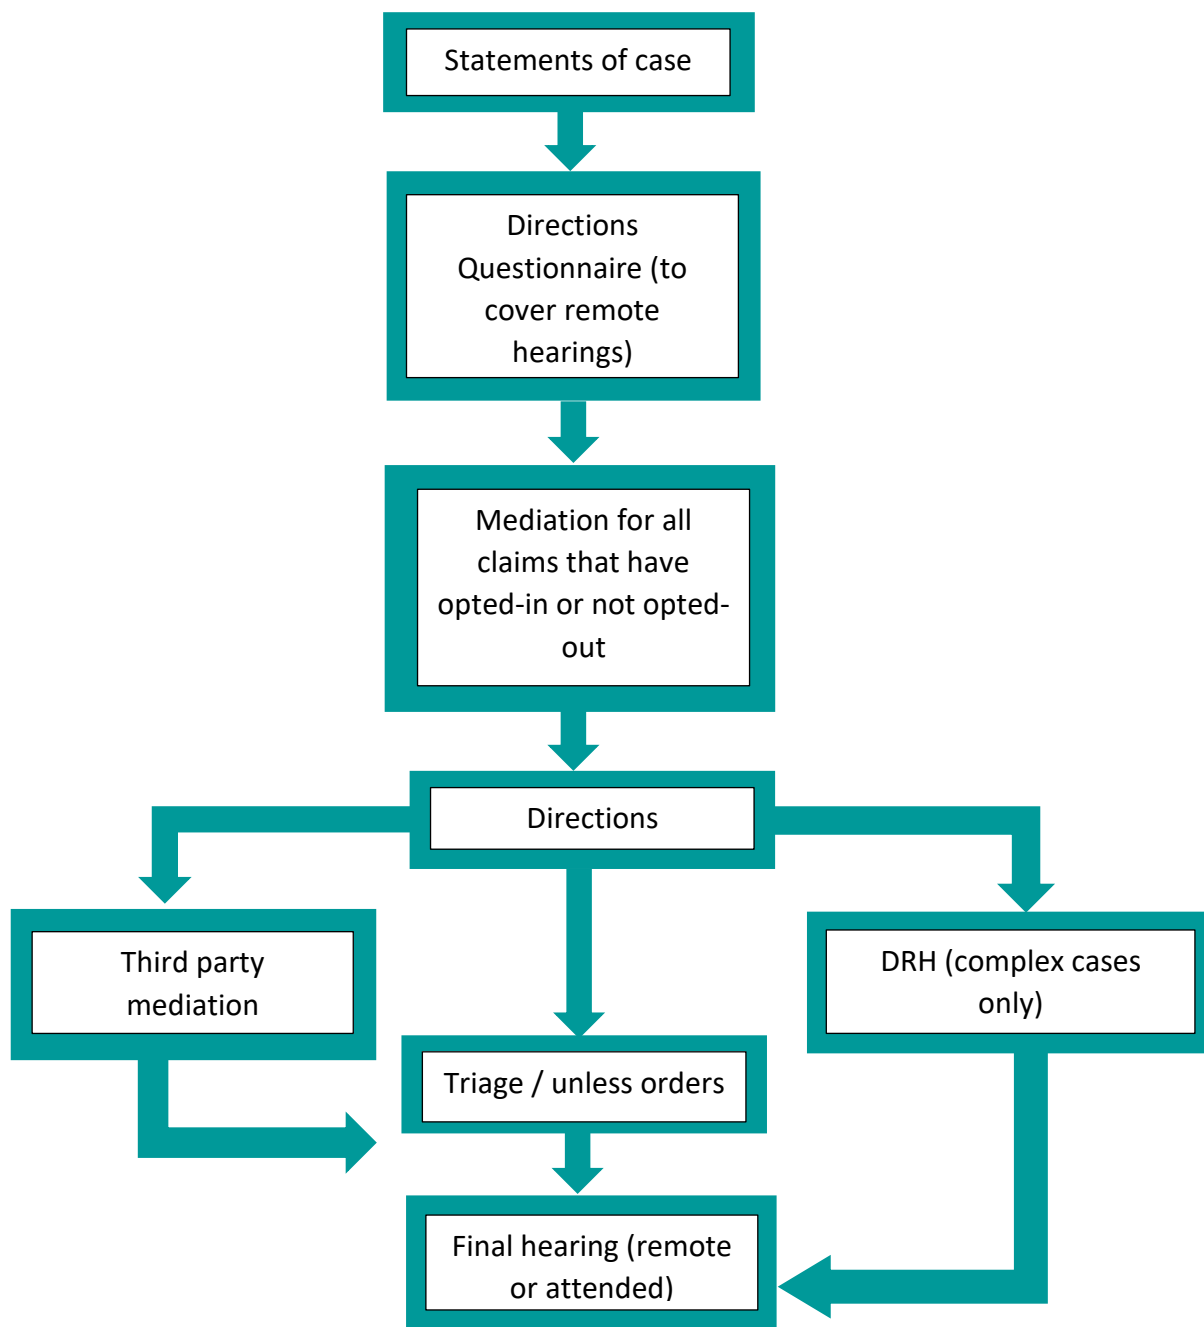 Statements of case
Directions
Questionnaire (to
cover remote
hearings)
Mediation for all
claims that have
opted-in or not opted-
out
Directions
Third party
mediation
DRH (complex cases
only)
Triage / unless orders
Final hearing (remote
or attended)